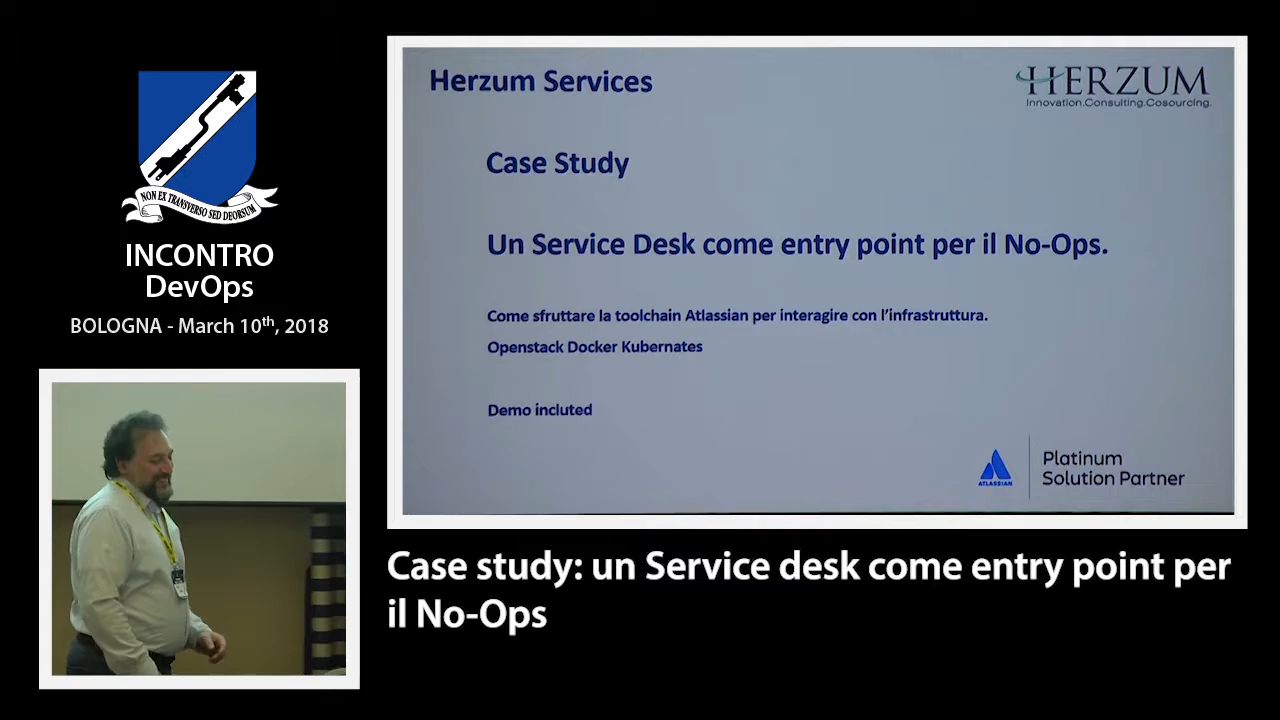 NON EX TRANSVERSO SED DEORSUM
INCONTRO
DevOps
BOLOGNA - March 10th, 2018
Herzum Services
HERZUM
Innovation.Consulting.Cosourcing.
Case Study
Un Service Desk come entry point per il No-Ops.
Come sfruttare la toolchain Atlassian per interagire con l'infrastruttura.
Openstack Docker Kubernates
Demo incluted
ATLASSIAN
Platinum
Solution Partner
Case study: un Service desk come entry point per
il No-Ops